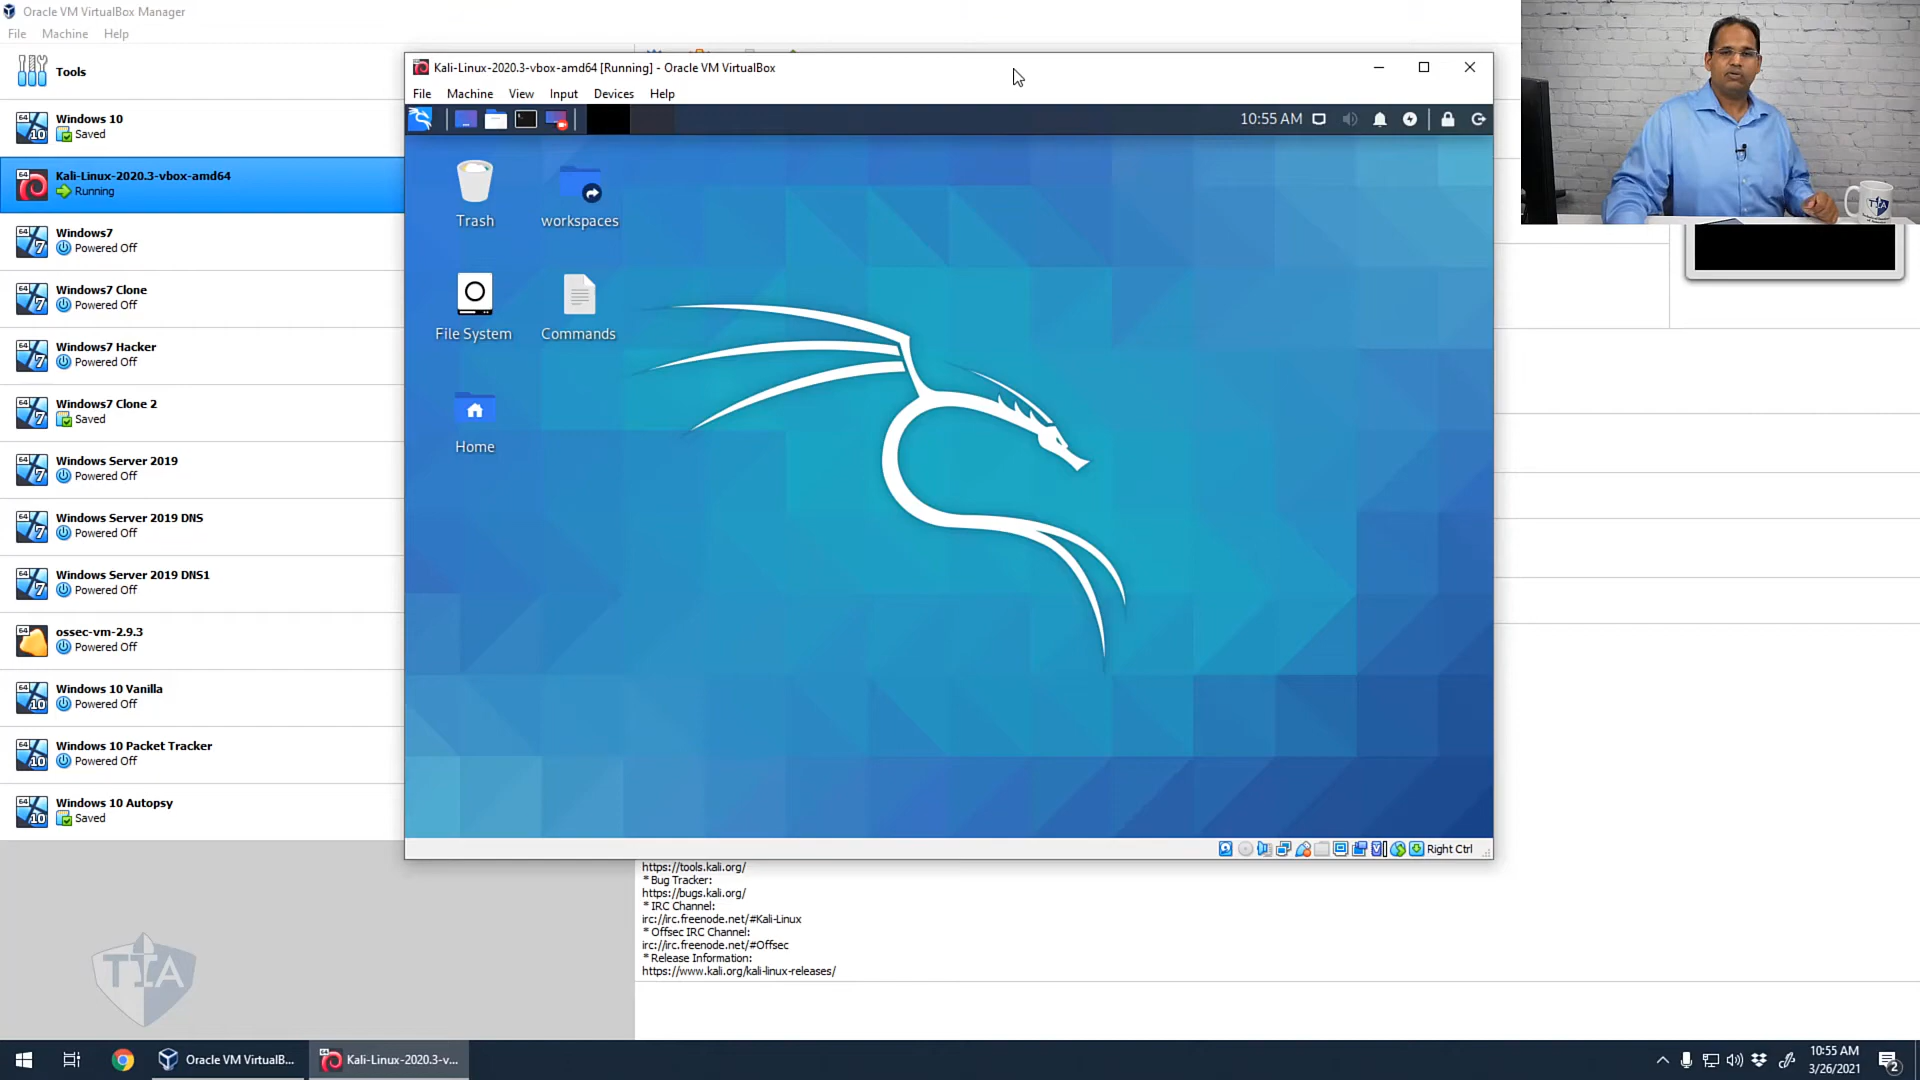 Oracle VM VirtualBox Manager
File Machine Help
Tools
Windows 10
Saved
Kali-Linux-2020.3-vbox-amd64
Running
Windows7
Powered Off
Windows7 Clone
Powered Off
Windows7 Hacker
Powered Off
Windows7 Clone 2
Saved
Windows Server 2019
Powered Off
Windows Server 2019 DNS
Powered Off
Windows Server 2019 DNS1
Powered Off
ossec-vm-2.9.3
Powered Off
Windows 10 Vanilla
Powered Off
Windows 10 Packet Tracker
Powered Off
Windows 10 Autopsy
Saved
Kali-Linux-2020.3-vbox-amd64 [Running] - Oracle VM VirtualBox
File Machine View Input Devices Help
10:55 AM
Trash
workspaces
File System
Commands
Home
Right Ctrl
https://tools.kali.org/
* Bug Tracker:
https://bugs.kali.org/
* IRC Channel:
irc://irc.freenode.net/#Kali-Linux
* Offsec IRC Channel:
irc://irc.freenode.net/#Offsec
* Release Information:
https://www.kali.org/kali-linux-releases/
TIA
TIA
Oracle VM VirtualB...
Kali-Linux-2020.3-v...
10:55 AM
3/26/2021
2